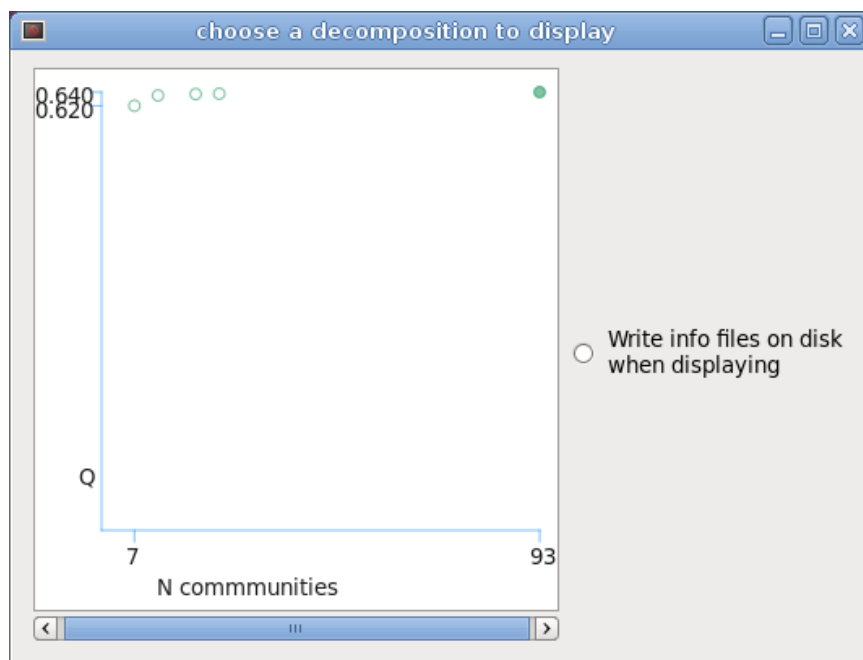 choose a decomposition to display
0.640
0.620
Write info files on disk
when displaying
Q
7
93
N commmunities